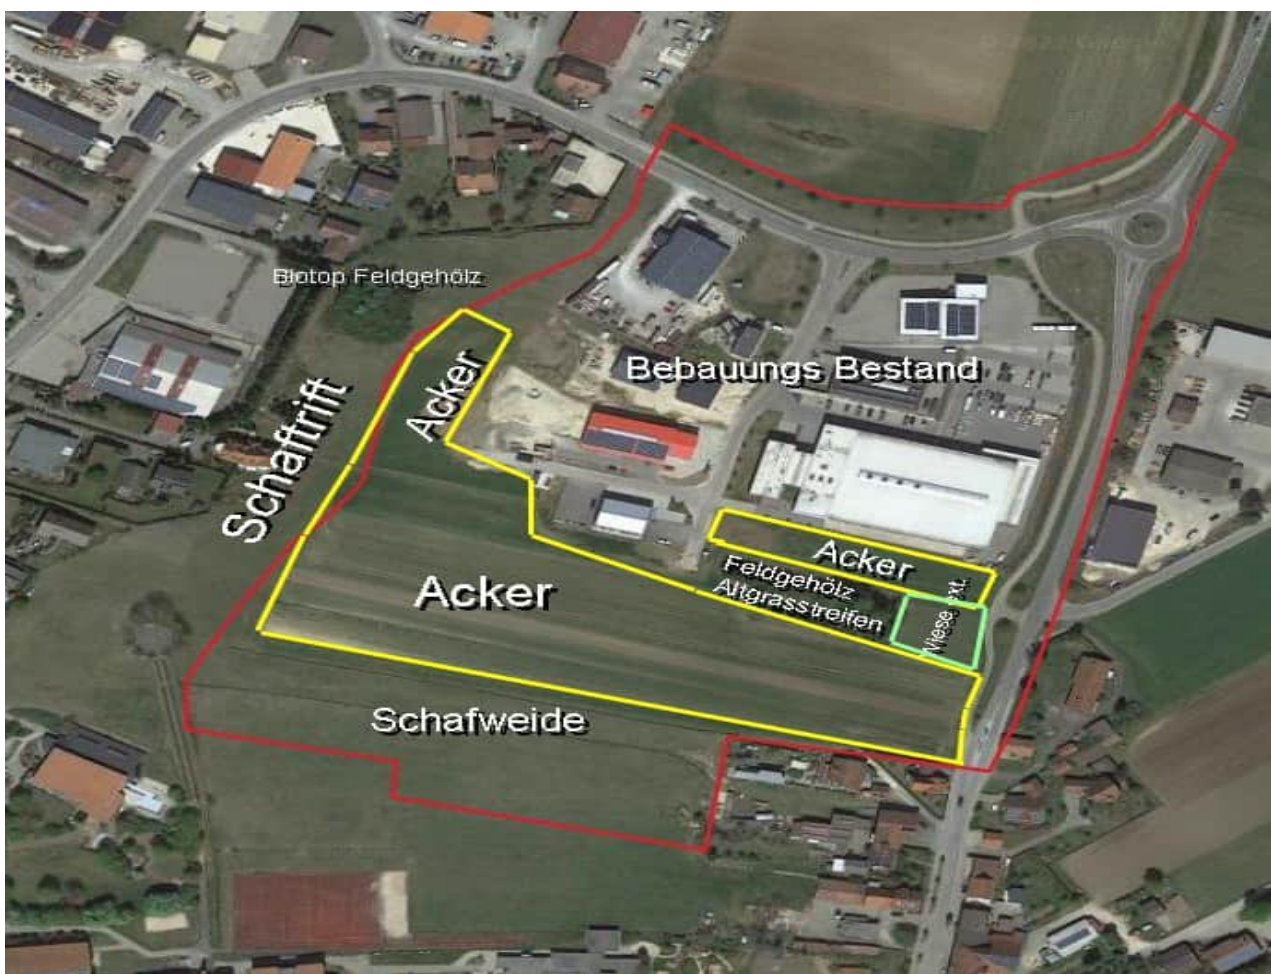 Biotop Feldgehölz
Bebauungs Bestand
Acker
Schaftrift
Acker
Feldgehölz
Altgrasstreifen
Wiese ext.
Acker
Schafweide